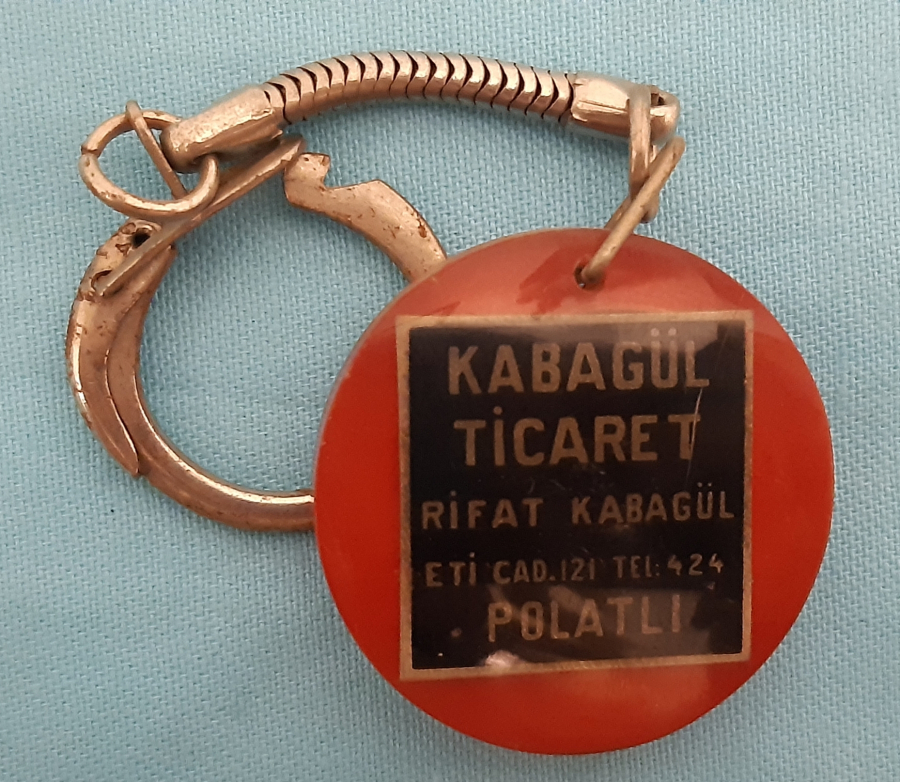 KABAGÜL
TİCARET
RİFAT KABAGÜL
ETİ CAD.121 TEL:424
POLATLI